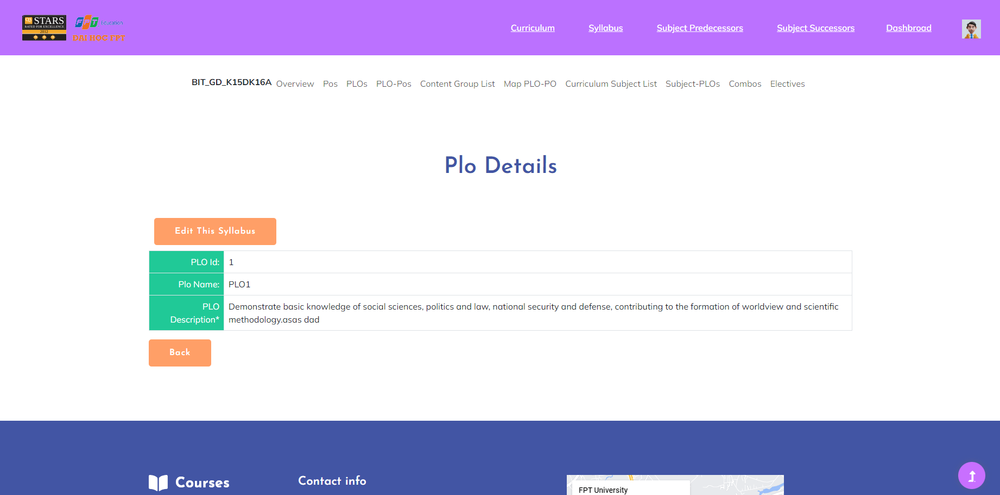 QS STARS
RATED FOR EXCELLENCE
2012
FPT Education
ĐẠI HỌC FPT
Curriculum
Syllabus
Subject Predecessors
Subject Successors
Dashbroad
BIT_GD_K15DK16A
Overview
Pos
PLOs
PLO-Pos
Content Group List
Map PLO-PO
Curriculum Subject List
Subject-PLOs
Combos
Electives
Plo Details
Edit This Syllabus
PLO Id: 1
Plo Name: PLO1
PLO Description* Demonstrate basic knowledge of social sciences, politics and law, national security and defense, contributing to the formation of worldview and scientific
methodology.asas dad
Back
Courses
Contact info
FPT University